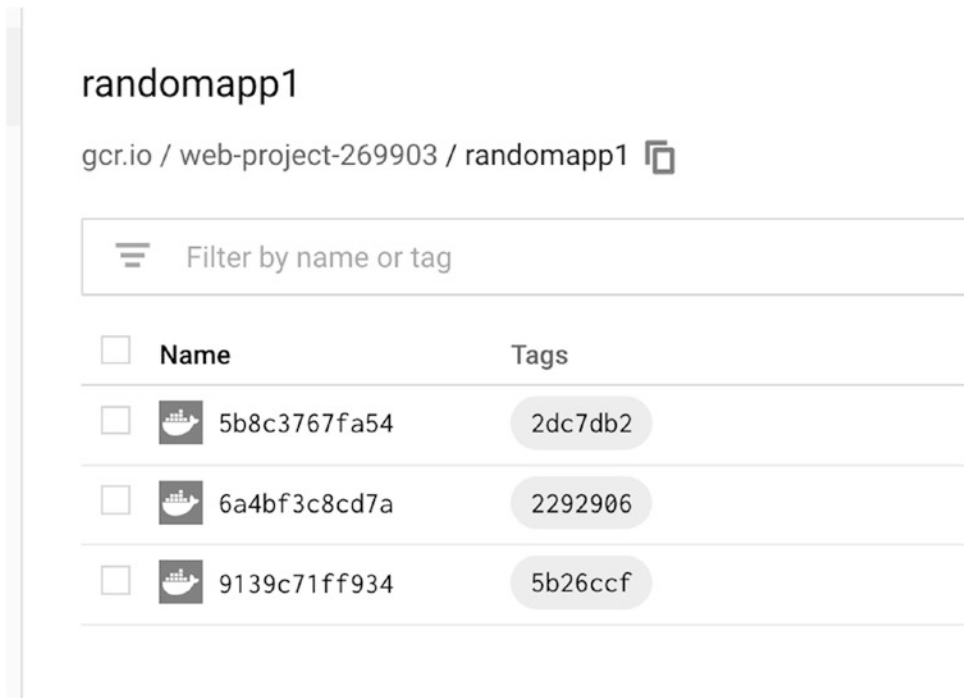 randomapp1
gcr.io / web-project-269903 / randomapp1
Filter by name or tag
Name Tags
5b8c3767fa54 2dc7db2
6a4bf3c8cd7a 2292906
9139c71ff934 5b26ccf